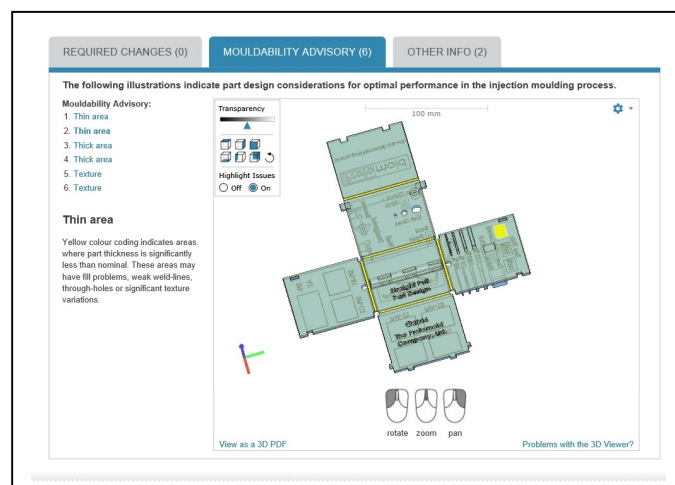 REQUIRED CHANGES (0)
MOULDABILITY ADVISORY (6)
OTHER INFO (2)
The following illustrations indicate part design considerations for optimal performance in the injection moulding process.
Mouldability Advisory:
1. Thin area
2. Thin area
3. Thick area
4. Thick area
5. Texture
6. Texture
Thin area
Yellow colour coding indicates areas
where part thickness is significantly
less than nominal. These areas may
have fill problems, weak weld-lines,
through-holes or significant texture
variations.
Transparency
Highlight Issues
Off
On
100 mm
Straight Pull
Part Design
The Protomold
Company, Ltd.
rotate
zoom
pan
View as a 3D PDF
Problems with the 3D Viewer?